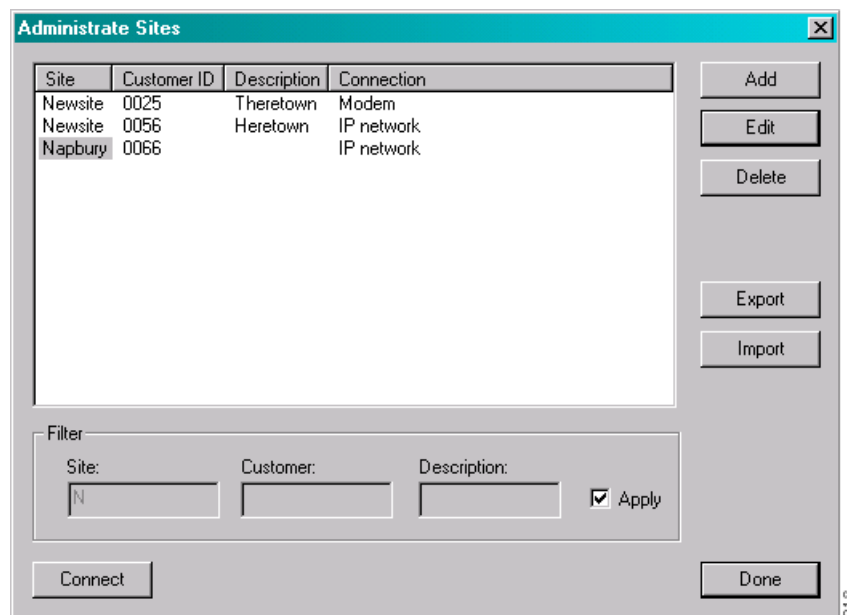 Administrate Sites
Site Customer ID Description Connection
Newsite 0025 Theretown Modem
Newsite 0056 Heretown IP network
Napbury 0066 IP network
Add
Edit
Delete
Export
Import
Filter
Site: Customer: Description:
N
Apply
Connect
Done